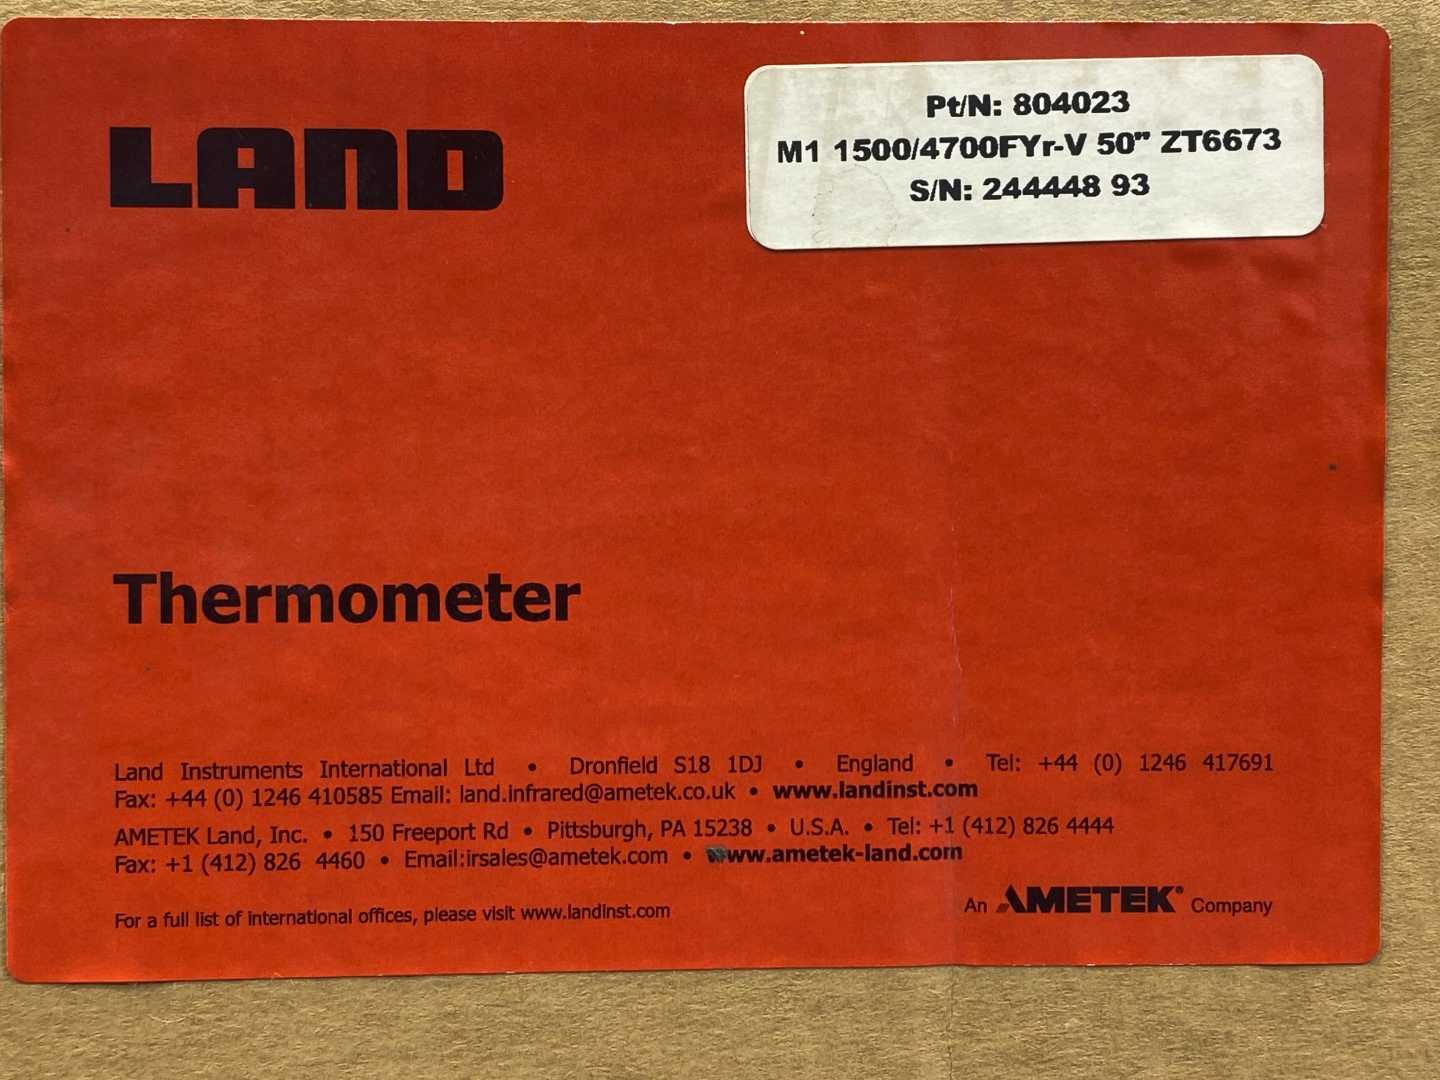 LAND
Pt/N: 804023
M1 1500/4700FYr-V 50" ZT6673
S/N: 244448 93
Thermometer
Land Instruments International Ltd • Dronfield S18 1DJ • England • Tel: +44 (0) 1246 417691
Fax: +44 (0) 1246 410585 Email: land.infrared@ametek.co.uk • www.landinst.com
AMETEK Land, Inc. • 150 Freeport Rd • Pittsburgh, PA 15238 • U.S.A. • Tel: +1 (412) 826 4444
Fax: +1 (412) 826 4460 • Email:irsales@ametek.com • www.ametek-land.com
For a full list of international offices, please visit www.landinst.com
An AMETEK® Company